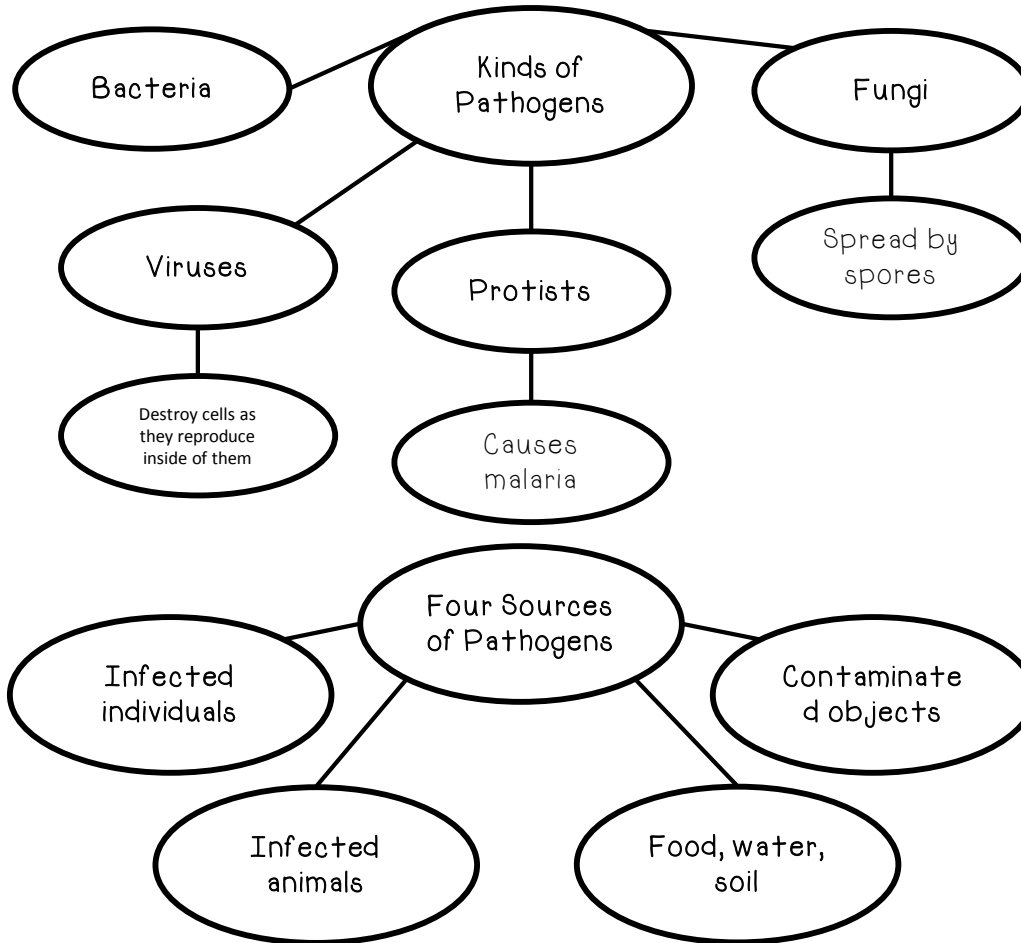 Bacteria
Kinds of
Pathogens
Fungi
Viruses
Protists
Spread by
spores
Destroy cells as
they reproduce
inside of them
Causes
malaria
Four Sources
of Pathogens
Infected
individuals
Contaminate
d objects
Infected
animals
Food, water,
soil